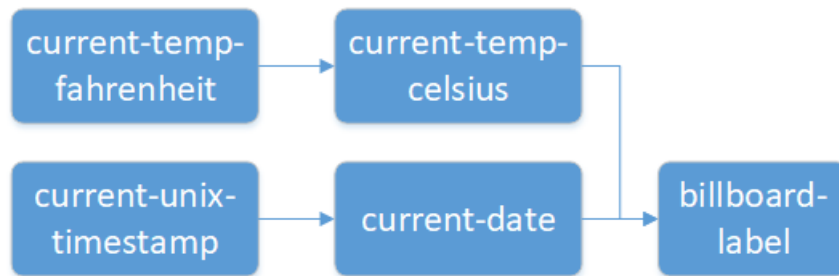 current-temp-
fahrenheit
current-temp-
celsius
current-unix-
timestamp
current-date
billboard-
label